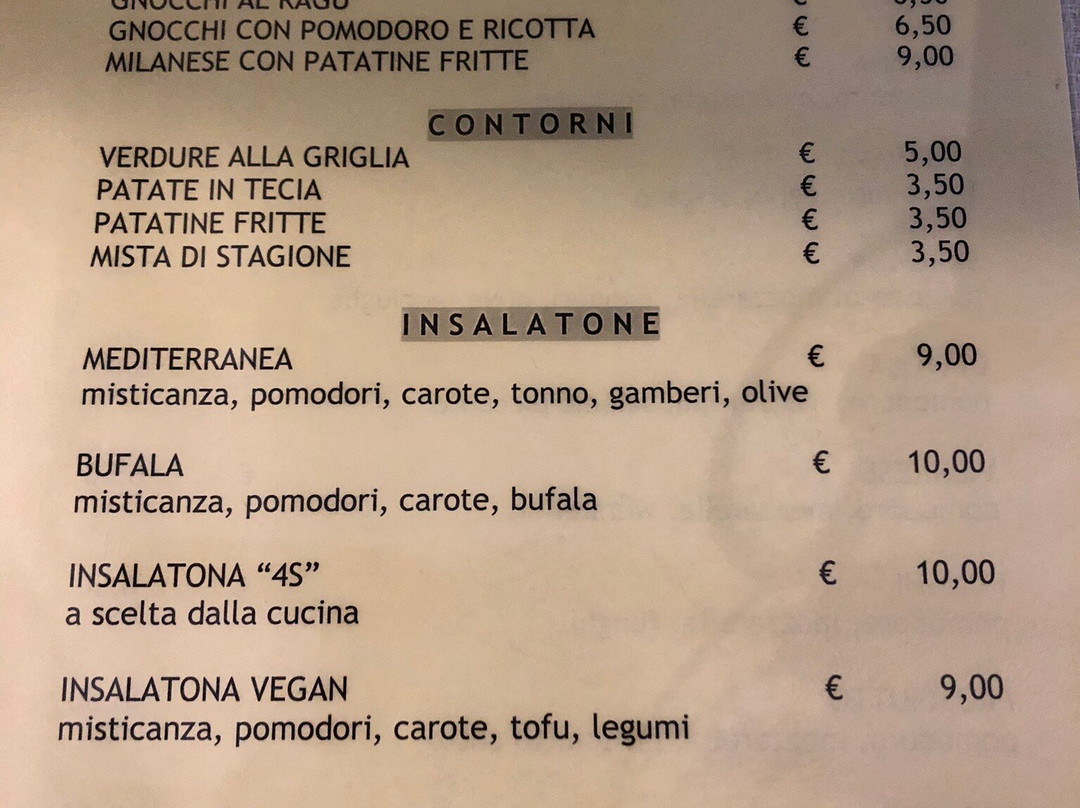 GNOCCHI AL RAGU €
GNOCCHI CON POMODORO E RICOTTA € 6,50
MILANESE CON PATATINE FRITTE € 9,00
CONTORNI
VERDURE ALLA GRIGLIA € 5,00
PATATE IN TECIA € 3,50
PATATINE FRITTE € 3,50
MISTA DI STAGIONE € 3,50
INSALATONE
MEDITERRANEA € 9,00
misticanza, pomodori, carote, tonno, gamberi, olive
BUFALA € 10,00
misticanza, pomodori, carote, bufala
INSALATONA “4S” € 10,00
a scelta dalla cucina
INSALATONA VEGAN € 9,00
misticanza, pomodori, carote, tofu, legumi